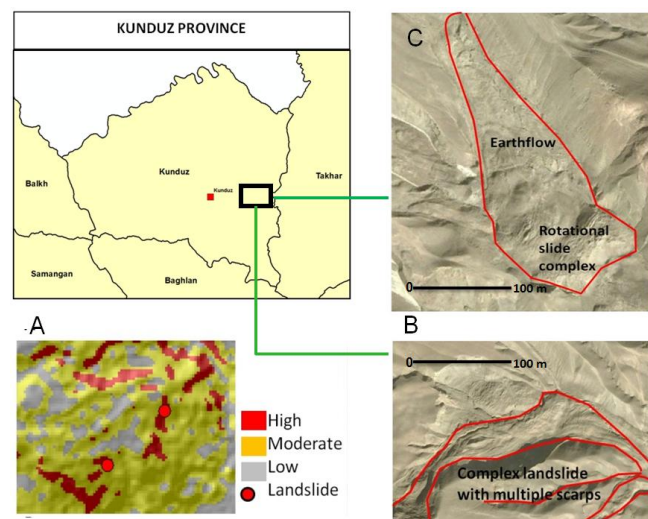 KUNDUZ PROVINCE
Kunduz
Balkh
Kunduz
Takhar
Samangan
Baghlan
C
Earthflow
Rotational
slide
complex
0 100 m
A
High
Moderate
Low
Landslide
B
0 100 m
Complex landslide
with multiple scarps